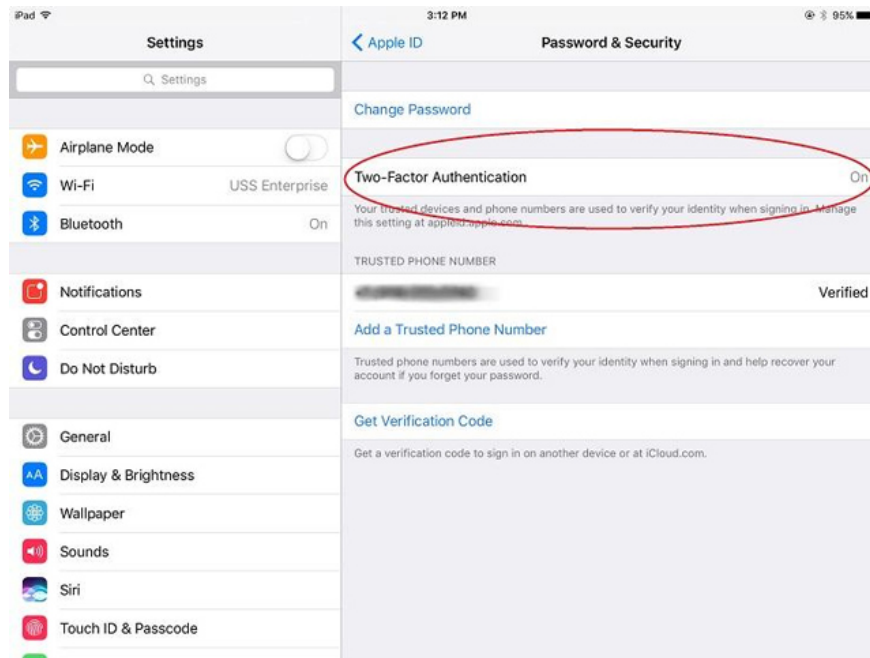 iPad
3:12 PM
95%
Settings
Apple ID
Password & Security
Settings
Change Password
Airplane Mode
Two-Factor Authentication
On
Wi-Fi
USS Enterprise
Your trusted devices and phone numbers are used to verify your identity when signing in. Manage
this setting at appleid.apple.com.
Bluetooth
On
TRUSTED PHONE NUMBER
Notifications
Verified
Control Center
Add a Trusted Phone Number
Do Not Disturb
Trusted phone numbers are used to verify your identity when signing in and help recover your
account if you forget your password.
Get Verification Code
General
Get a verification code to sign in on another device or at iCloud.com.
AA
Display & Brightness
Wallpaper
Sounds
Siri
Touch ID & Passcode